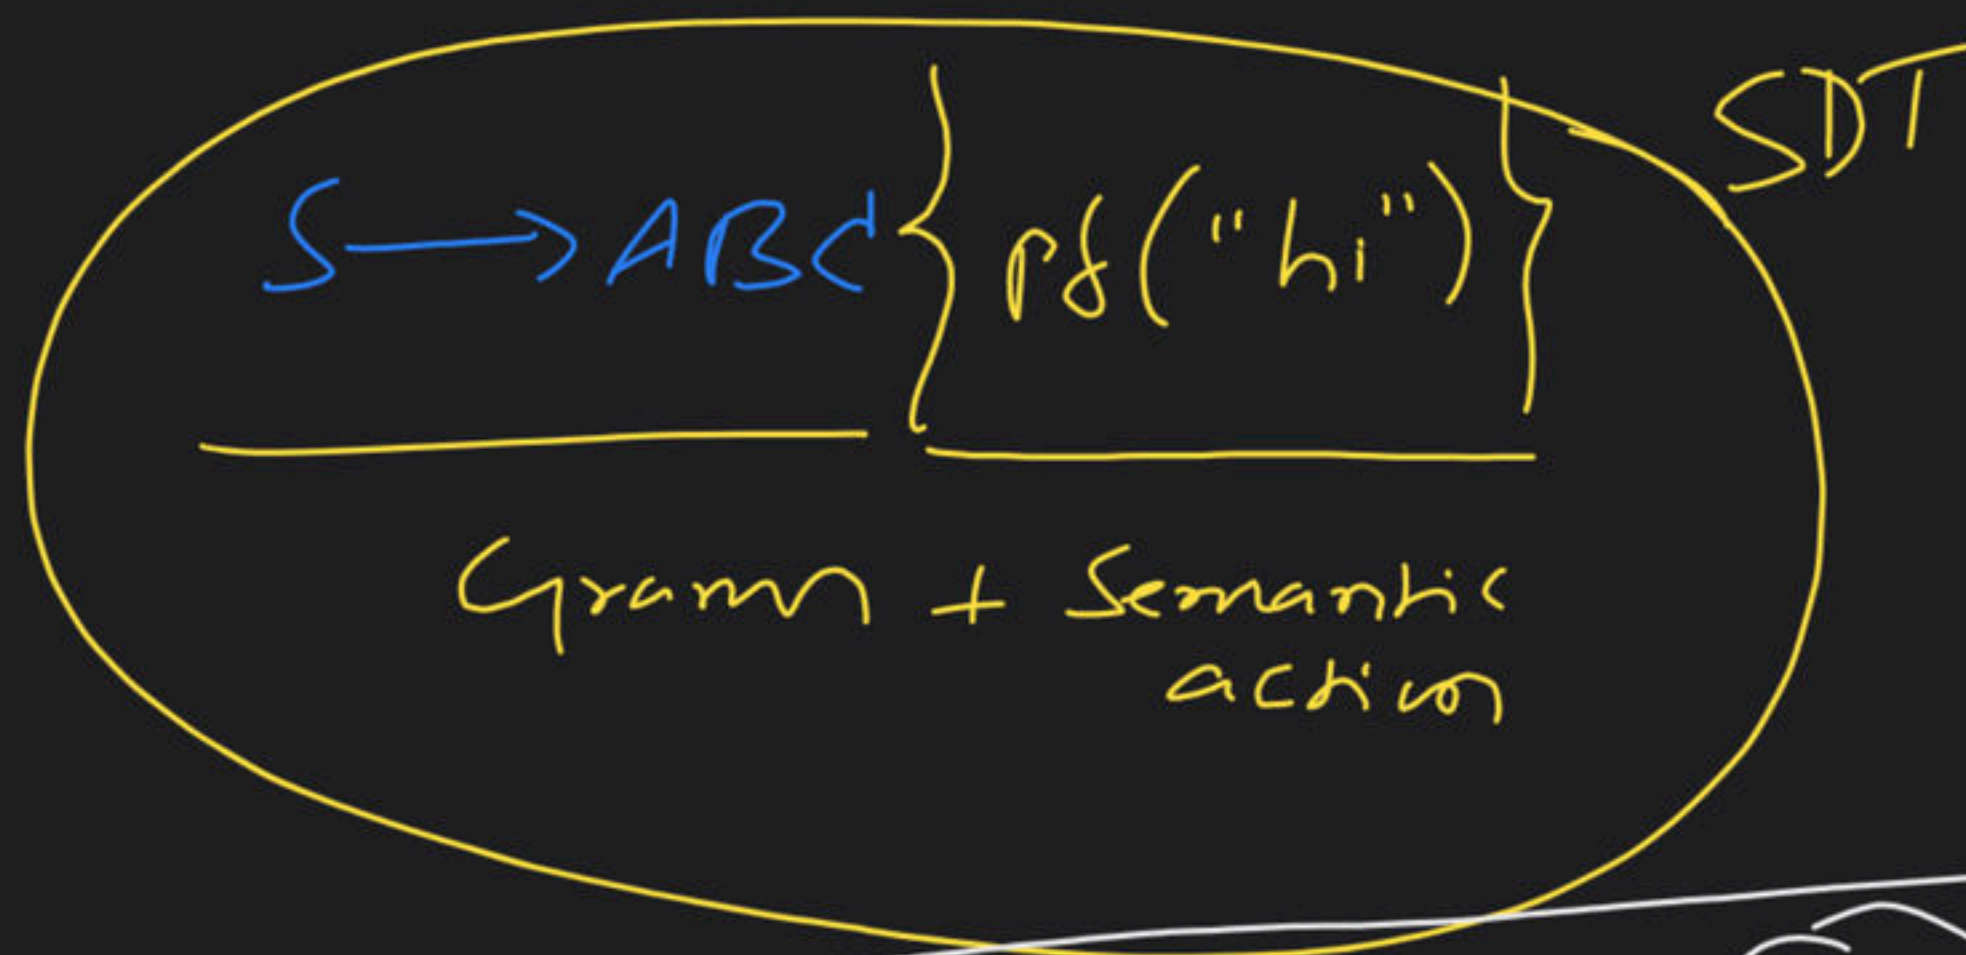 S → ABC { pf("hi") } SDT
Gramm + Semantic
action